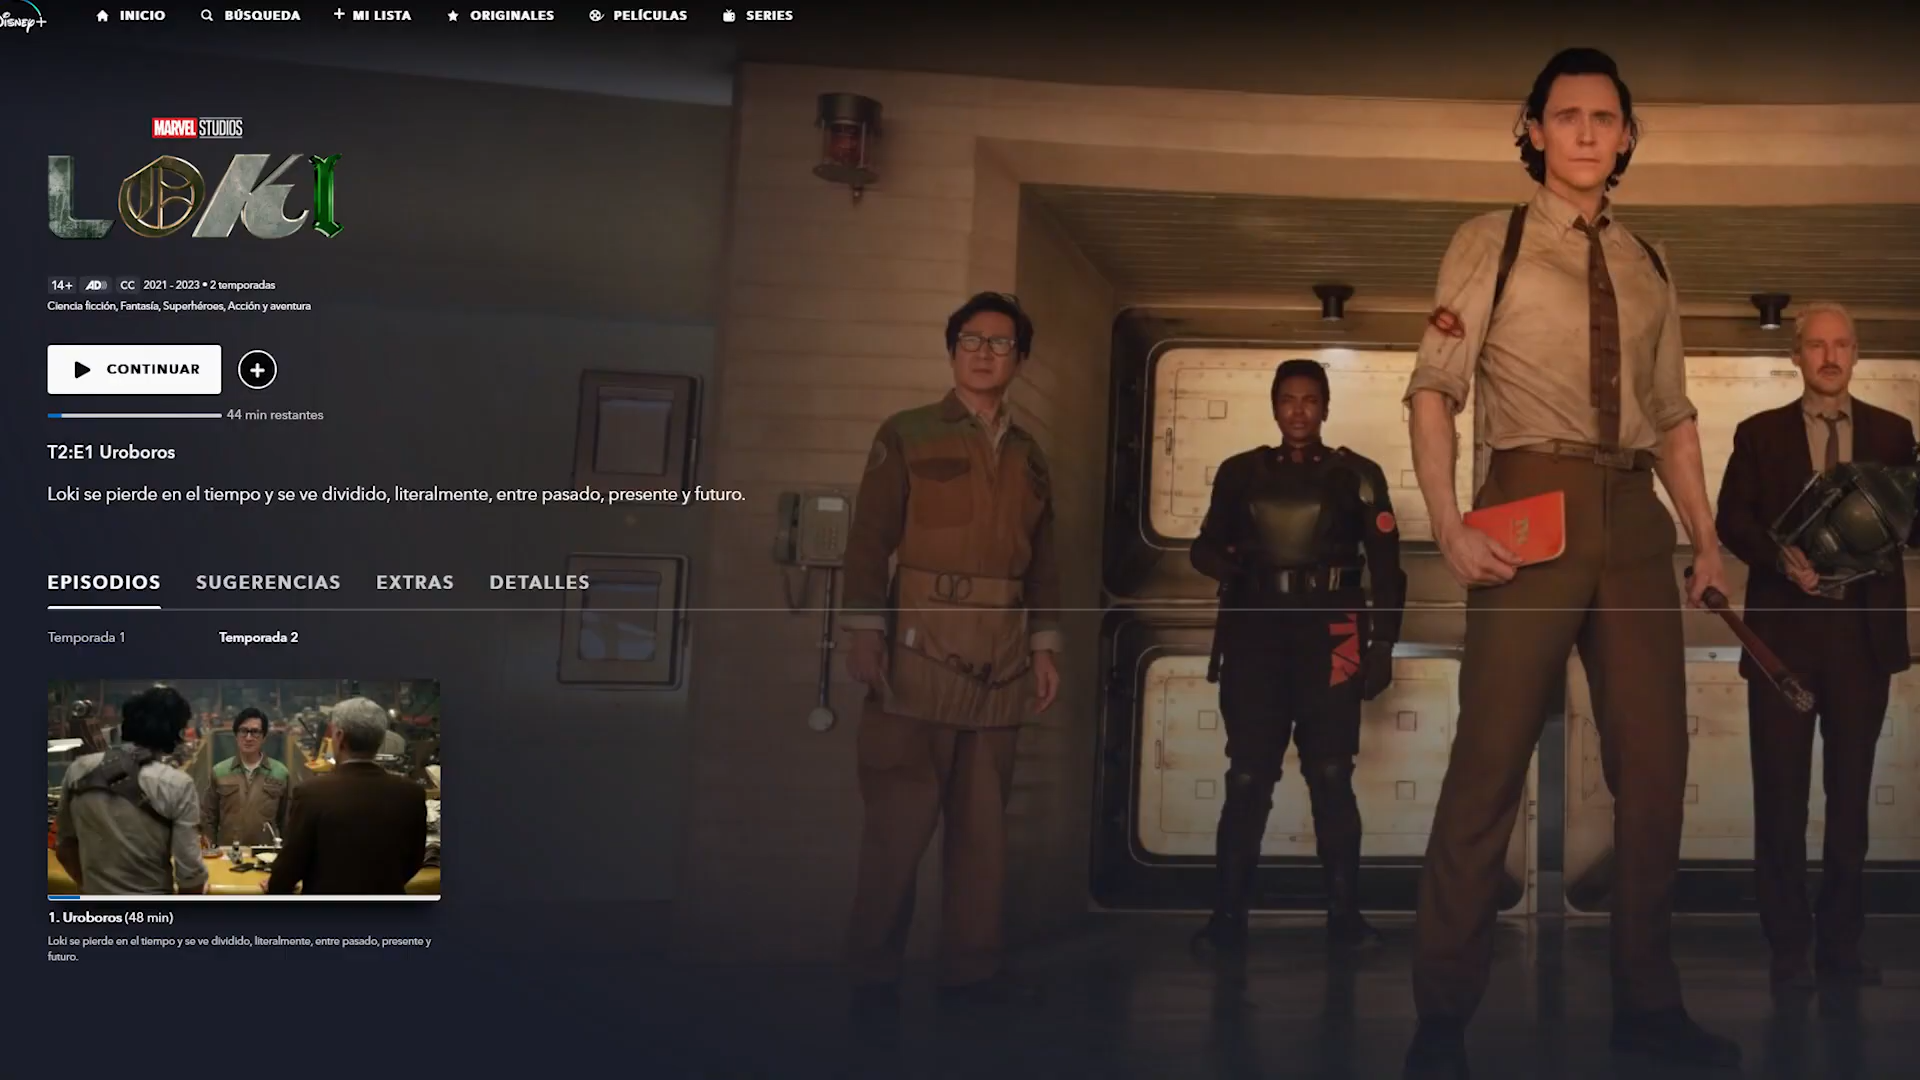 Disney+
INICIO
BÚSQUEDA
MI LISTA
ORIGINALES
PELÍCULAS
SERIES
MARVEL STUDIOS
LOKI
14+ AD CC 2021 - 2023 • 2 temporadas
Ciencia ficción, Fantasía, Superhéroes, Acción y aventura
CONTINUAR
44 min restantes
T2:E1 Uroboros
Loki se pierde en el tiempo y se ve dividido, literalmente, entre pasado, presente y futuro.
EPISODIOS
SUGERENCIAS
EXTRAS
DETALLES
Temporada 1
Temporada 2
TVA
TVA
1. Uroboros (48 min)
Loki se pierde en el tiempo y se ve dividido, literalmente, entre pasado, presente y
futuro.